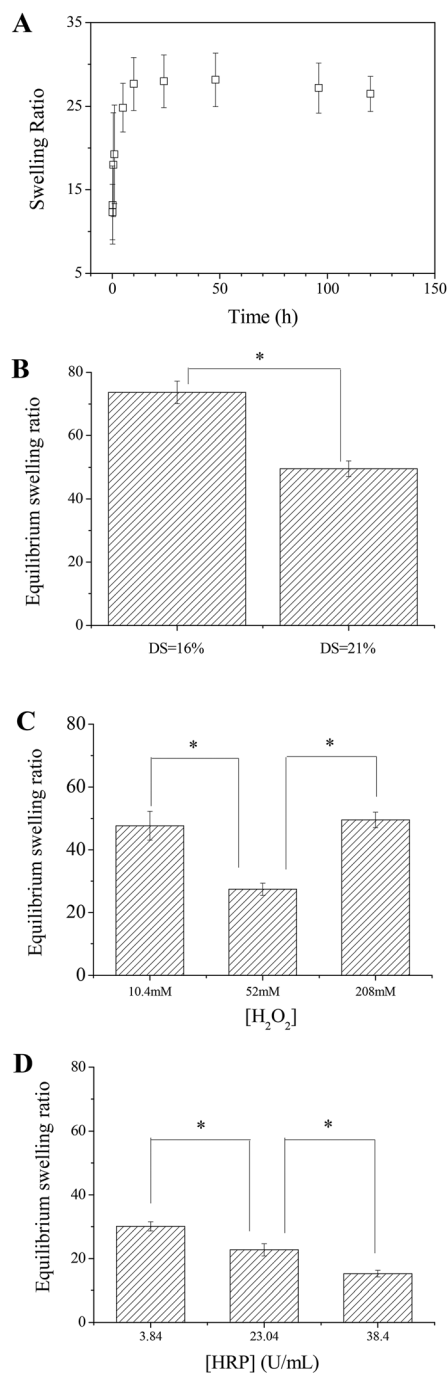 A
35
25
15
5
Swelling Ratio
0
50
100
150
Time (h)
B
*
80
60
40
20
0
Equilibrium swelling ratio
DS=16%
DS=21%
C
*
*
80
60
40
20
0
Equilibrium swelling ratio
10.4mM
52mM
208mM
[H₂O₂]
D
*
*
80
60
40
20
0
Equilibrium swelling ratio
3.84
23.04
38.4
[HRP] (U/mL)